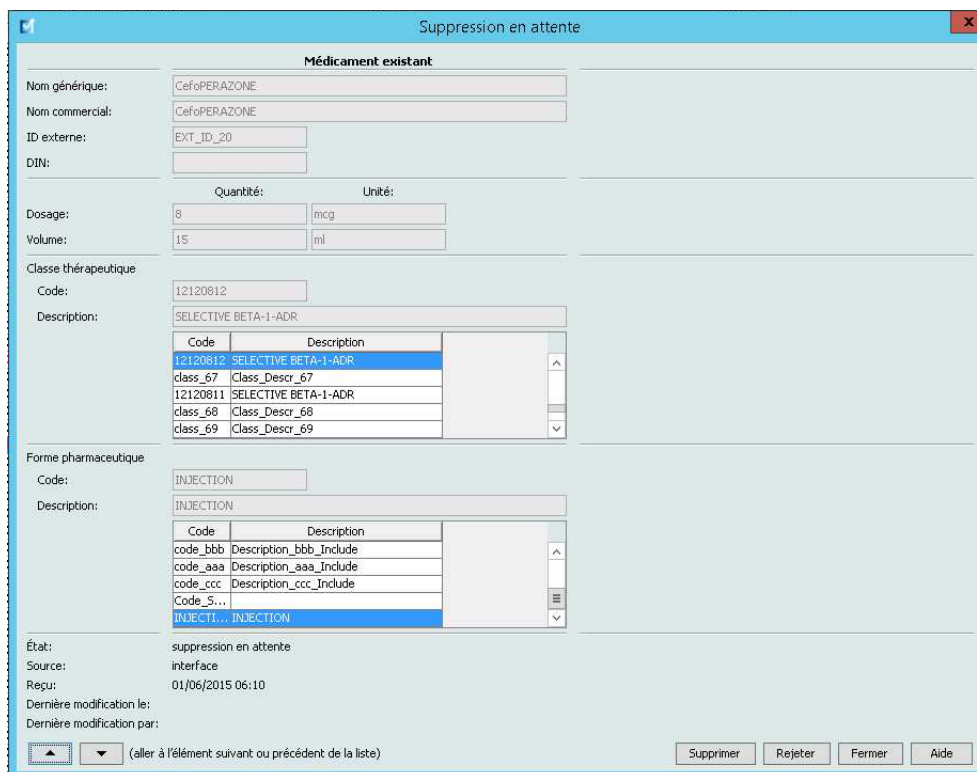 Suppression en attente
Médicament existant
Nom générique: CefoPERAZONE
Nom commercial: CefoPERAZONE
ID externe: EXT_ID_20
DIN:
Quantité: Unité:
Dosage: 8 mcg
Volume: 15 ml
Classe thérapeutique
Code: 12120812
Description: SELECTIVE BETA-1-ADR
Code Description
12120812 SELECTIVE BETA-1-ADR
class_67 Class_Descr_67
12120811 SELECTIVE BETA-1-ADR
class_68 Class_Descr_68
class_69 Class_Descr_69
Forme pharmaceutique
Code: INJECTION
Description: INJECTION
Code Description
code_bbb Description_bbb_Include
code_aaa Description_aaa_Include
code_ccc Description_ccc_Include
Code_S...
INJECTI... INJECTION
État: suppression en attente
Source: interface
Reçu: 01/06/2015 06:10
Dernière modification le:
Dernière modification par:
(aller à l'élément suivant ou précédent de la liste) Supprimer Rejeter Fermer Aide